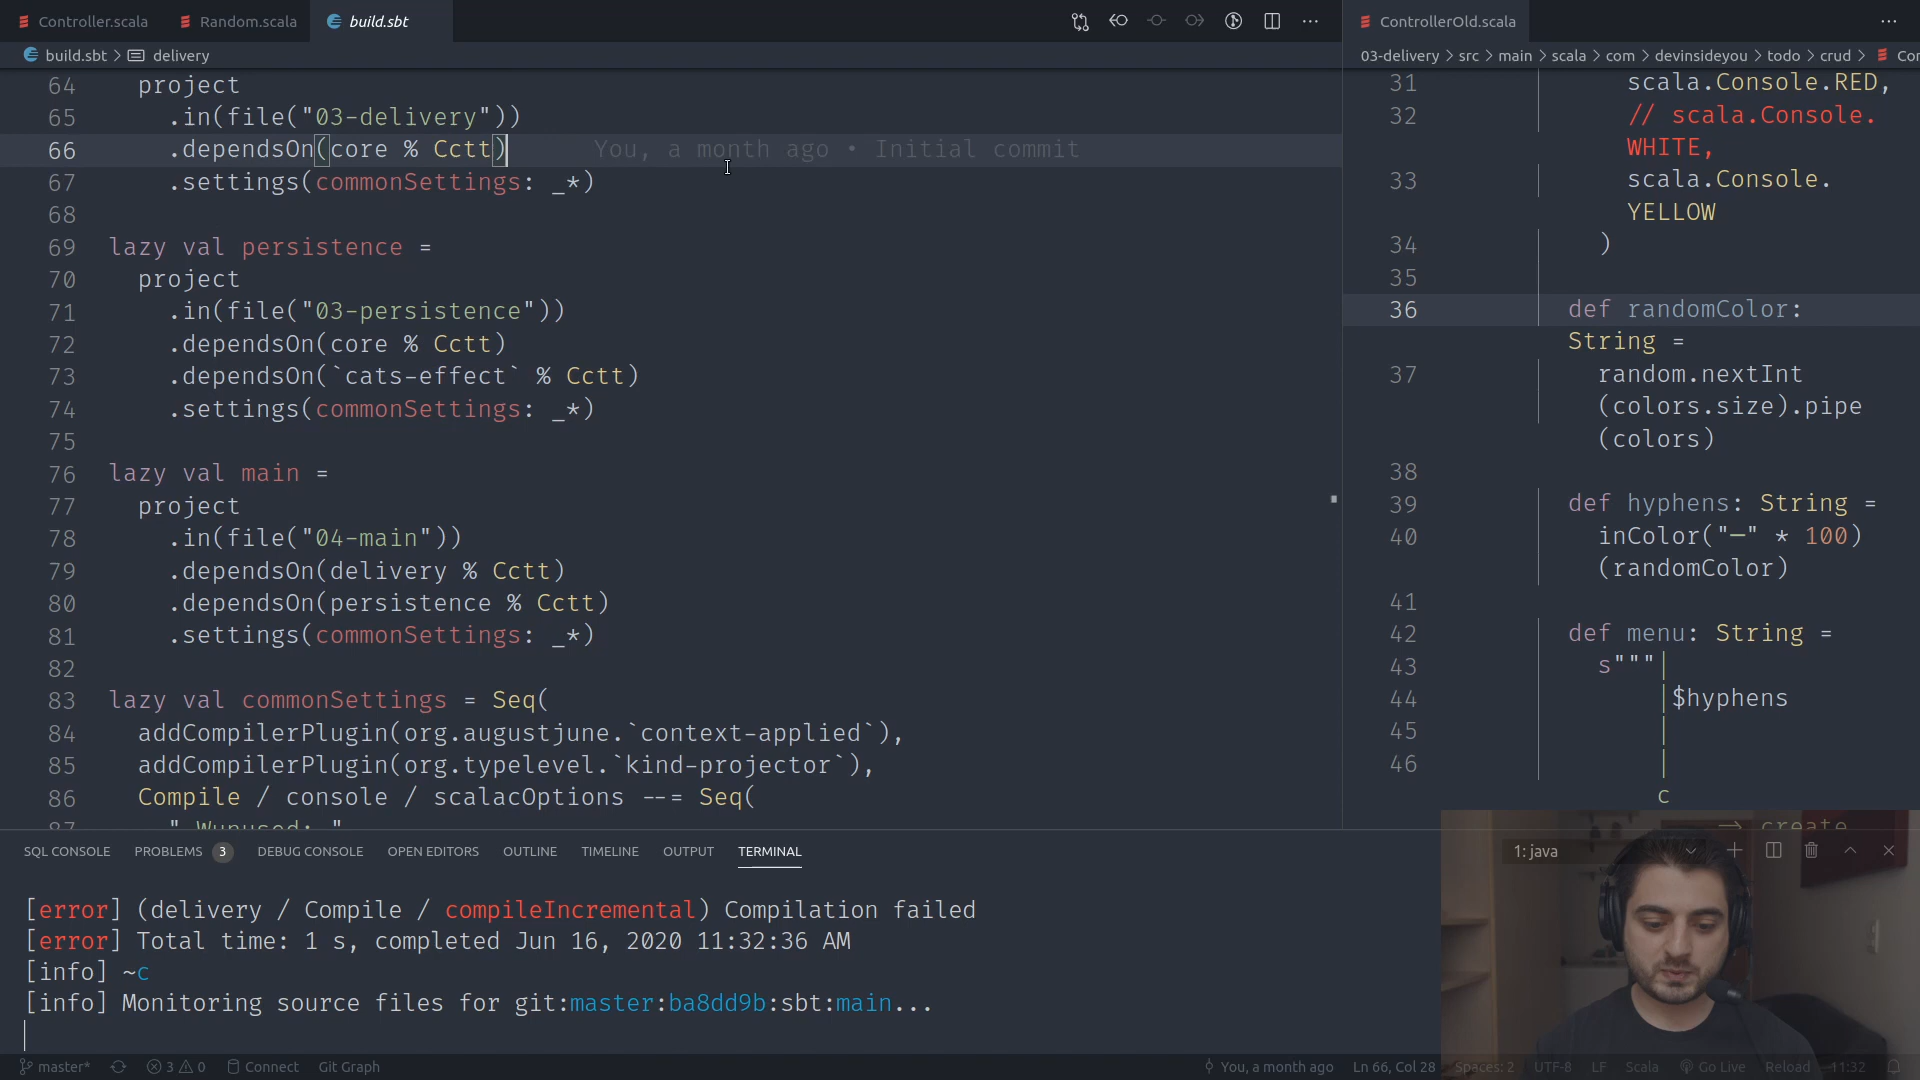 Controller.scala
Random.scala
build.sbt
ControllerOld.scala
build.sbt > delivery
03-delivery > src > main > scala > com > devinsideyou > todo > crud > Con
64 project
65 .in(file("03-delivery"))
66 .dependsOn(core % Cctt) You, a month ago • Initial commit
67 .settings(commonSettings: _*)
68
69 lazy val persistence =
70 project
71 .in(file("03-persistence"))
72 .dependsOn(core % Cctt)
73 .dependsOn(`cats-effect` % Cctt)
74 .settings(commonSettings: _*)
75
76 lazy val main =
77 project
78 .in(file("04-main"))
79 .dependsOn(delivery % Cctt)
80 .dependsOn(persistence % Cctt)
81 .settings(commonSettings: _*)
82
83 lazy val commonSettings = Seq(
84 addCompilerPlugin(org.augustjune.`context-applied`),
85 addCompilerPlugin(org.typelevel.`kind-projector`),
86 Compile / console / scalacOptions --= Seq(
87
31 scala.Console.RED,
32 // scala.Console.
WHITE,
33 scala.Console.
YELLOW
34 )
35
36 def randomColor:
String =
37 random.nextInt
(colors.size).pipe
(colors)
38
39 def hyphens: String =
40 inColor("─" * 100)
(randomColor)
41
42 def menu: String =
43 s"""|
44 |$hyphens
45 |
46 |
c
create
SQL CONSOLE PROBLEMS 3 DEBUG CONSOLE OPEN EDITORS OUTLINE TIMELINE OUTPUT TERMINAL
1: java
[error] (delivery / Compile / compileIncremental) Compilation failed
[error] Total time: 1 s, completed Jun 16, 2020 11:32:36 AM
[info] ~c
[info] Monitoring source files for git:master:ba8dd9b:sbt:main...
master* 3 0 Connect Git Graph You, a month ago Ln 66, Col 28 Spaces: 2 UTF-8 LF Scala Go Live Reload 11:32